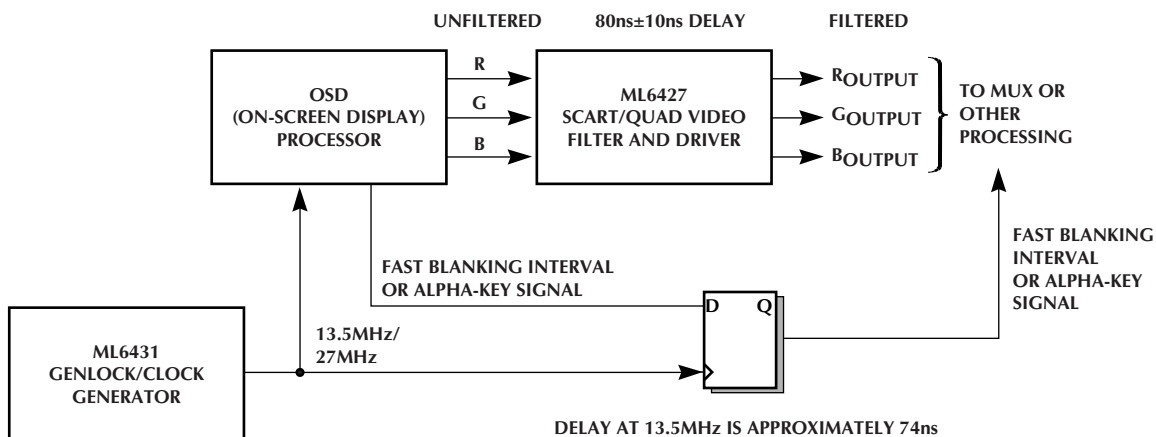 UNFILTERED
80ns±10ns DELAY
FILTERED
OSD
(ON-SCREEN DISPLAY)
PROCESSOR
R
G
B
ML6427
SCART/QUAD VIDEO
FILTER AND DRIVER
ROUTPUT
GOUTPUT
BOUTPUT
TO MUX OR
OTHER
PROCESSING
FAST BLANKING INTERVAL
OR ALPHA-KEY SIGNAL
FAST BLANKING
INTERVAL
OR ALPHA-KEY
SIGNAL
D Q
ML6431
GENLOCK/CLOCK
GENERATOR
13.5MHz/
27MHz
DELAY AT 13.5MHz IS APPROXIMATELY 74ns